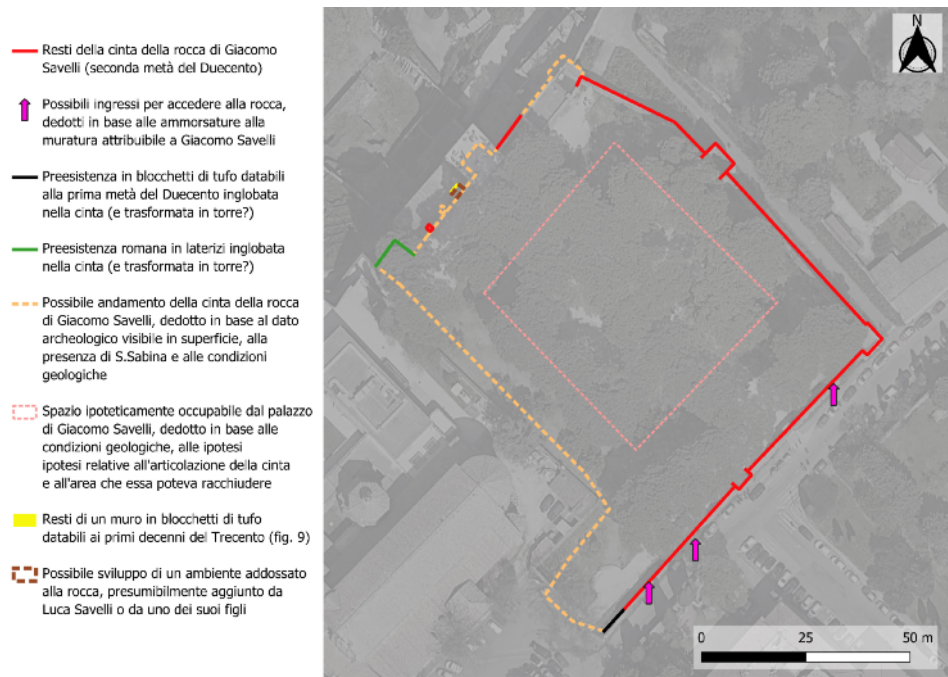 Resti della cinta della rocca di Giacomo
Savelli (seconda metà del Duecento)
Possibili ingressi per accedere alla rocca,
dedotti in base alle ammorsature alla
muratura attribuibile a Giacomo Savelli
Preesistenza in blocchetti di tufo databili
alla prima metà del Duecento inglobata
nella cinta (e trasformata in torre?)
Preesistenza romana in laterizi inglobata
nella cinta (e trasformata in torre?)
Possibile andamento della cinta della rocca
di Giacomo Savelli, dedotto in base al dato
archeologico visibile in superficie, alla
presenza di S.Sabina e alle condizioni
geologiche
Spazio ipoteticamente occupabile dal palazzo
di Giacomo Savelli, dedotto in base alle
condizioni geologiche, alle ipotesi
ipotesi relative all'articolazione della cinta
e all'area che essa poteva racchiudere
Resti di un muro in blocchetti di tufo
databili ai primi decenni del Trecento (fig. 9)
Possibile sviluppo di un ambiente addossato
alla rocca, presumibilmente aggiunto da
Luca Savelli o da uno dei suoi figli
N
0 25 50 m